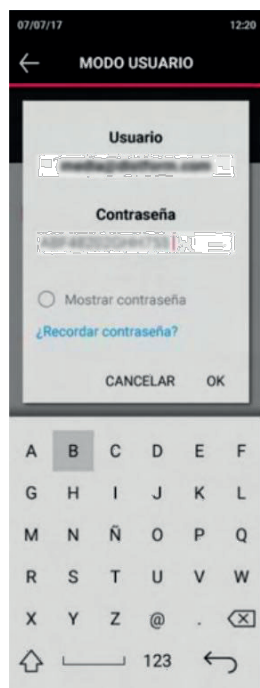 07/07/17 12:20
MODO USUARIO
Usuario
Contraseña
Mostrar contraseña
¿Recordar contraseña?
CANCELAR OK
A B C D E F
G H I J K L
M N Ñ O P Q
R S T U V W
X Y Z @ .
123